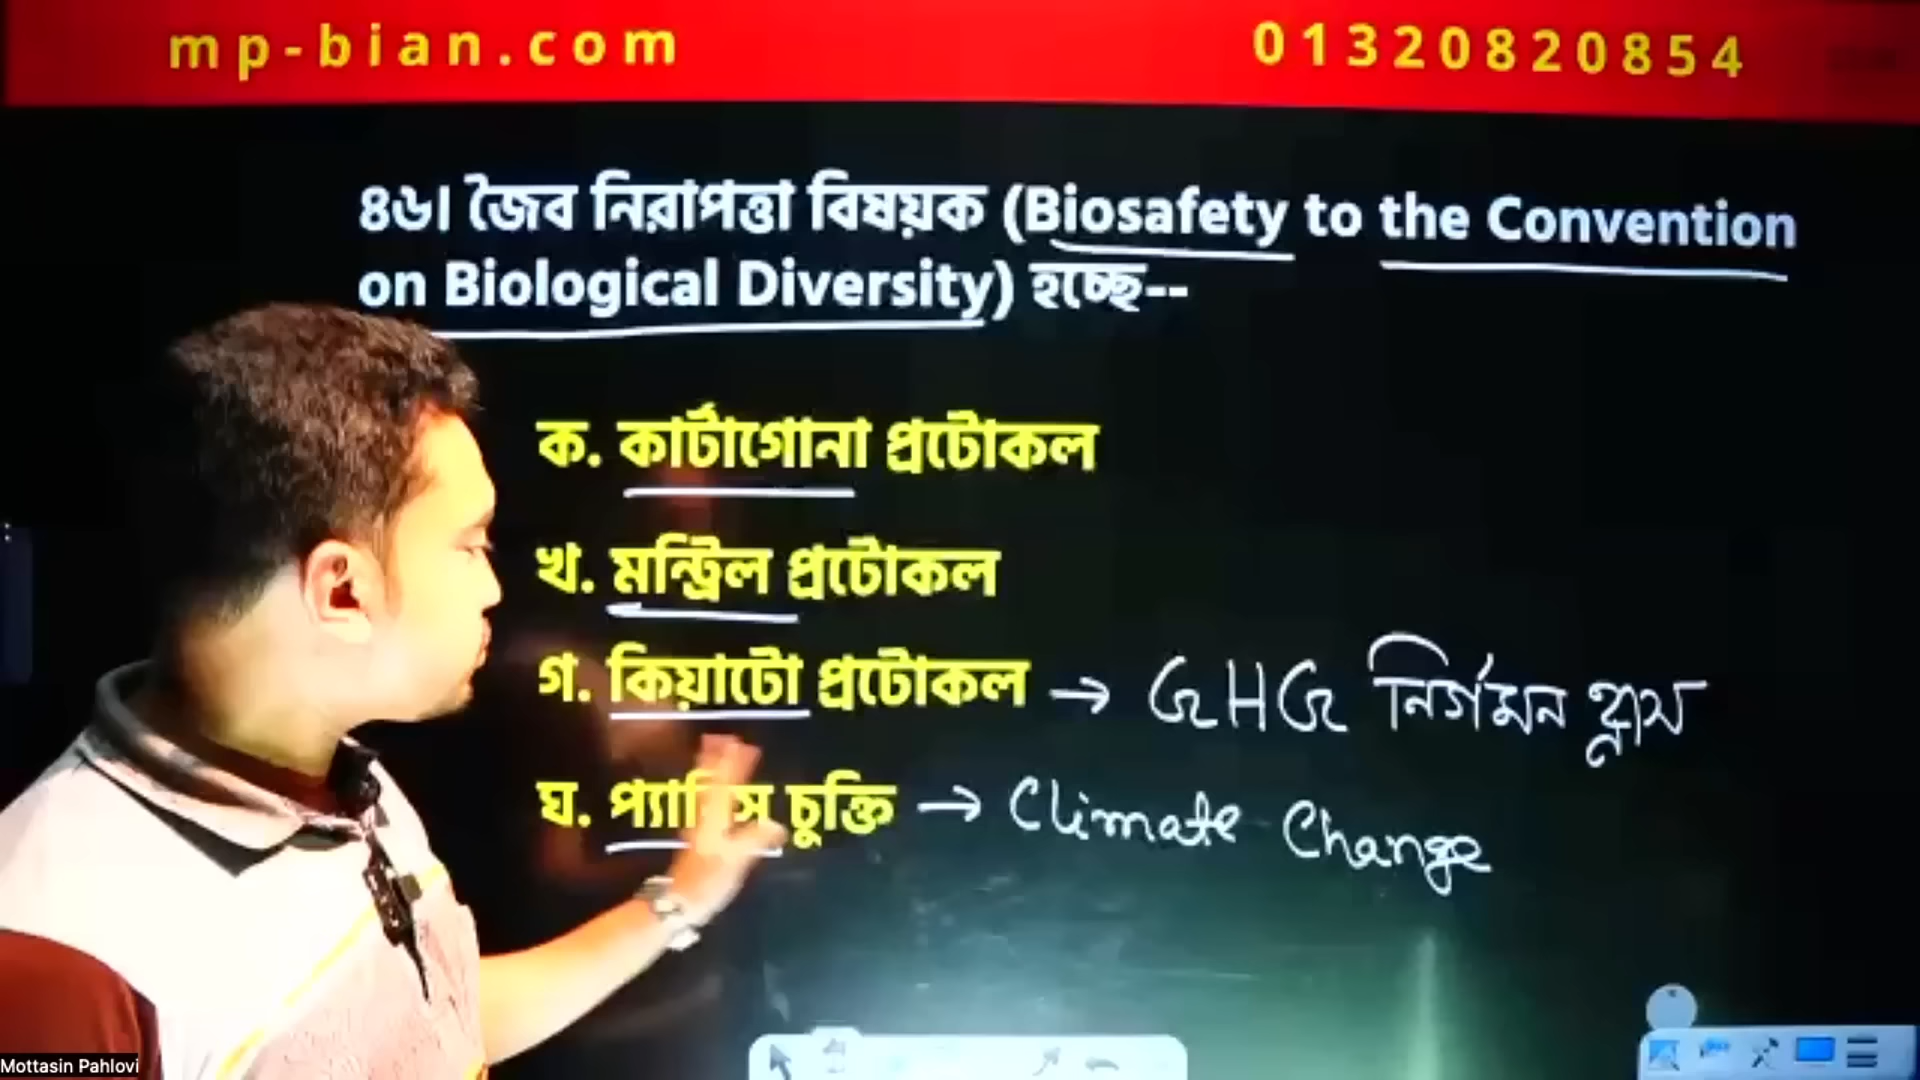 mp-bian.com 01320820854
৪৬। জৈব নিরাপত্তা বিষয়ক (Biosafety to the Convention
on Biological Diversity) হচ্ছে--
ক. কার্টাগোনা প্রটোকল
খ. মন্ট্রিল প্রটোকল
গ. কিয়াটো প্রটোকল → GHG নির্গমন হ্রাস
ঘ. চুক্তি → Climate Change
Mottasin Pahlovi